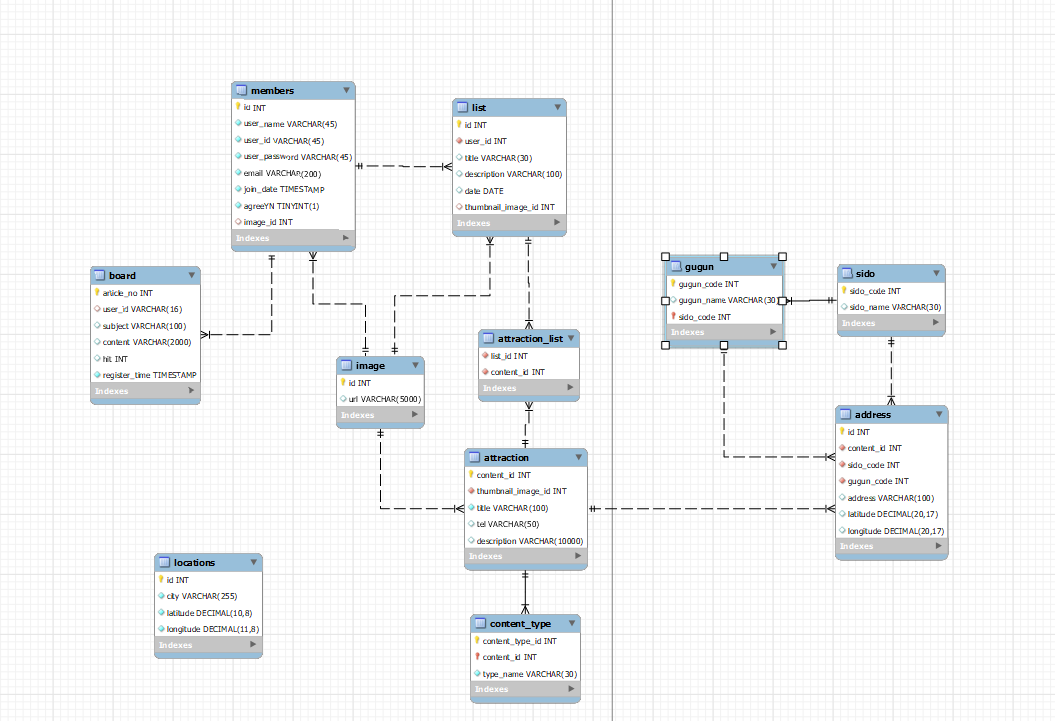 members
id INT
user_name VARCHAR(45)
user_id VARCHAR(45)
user_password VARCHAR(45)
email VARCHAR(200)
join_date TIMESTAMP
agreeYN TINYINT(1)
image_id INT
Indexes
list
id INT
user_id INT
title VARCHAR(30)
description VARCHAR(100)
date DATE
thumbnail_image_id INT
Indexes
board
article_no INT
user_id VARCHAR(16)
subject VARCHAR(100)
content VARCHAR(2000)
hit INT
register_time TIMESTAMP
Indexes
gugun
gugun_code INT
gugun_name VARCHAR(30)
sido_code INT
Indexes
sido
sido_code INT
sido_name VARCHAR(30)
Indexes
image
id INT
url VARCHAR(5000)
Indexes
attraction_list
list_id INT
content_id INT
Indexes
address
id INT
content_id INT
sido_code INT
gugun_code INT
address VARCHAR(100)
latitude DECIMAL(20,17)
longitude DECIMAL(20,17)
Indexes
attraction
content_id INT
thumbnail_image_id INT
title VARCHAR(100)
tel VARCHAR(50)
description VARCHAR(10000)
Indexes
locations
id INT
city VARCHAR(255)
latitude DECIMAL(10,8)
longitude DECIMAL(11,8)
Indexes
content_type
content_type_id INT
content_id INT
type_name VARCHAR(30)
Indexes